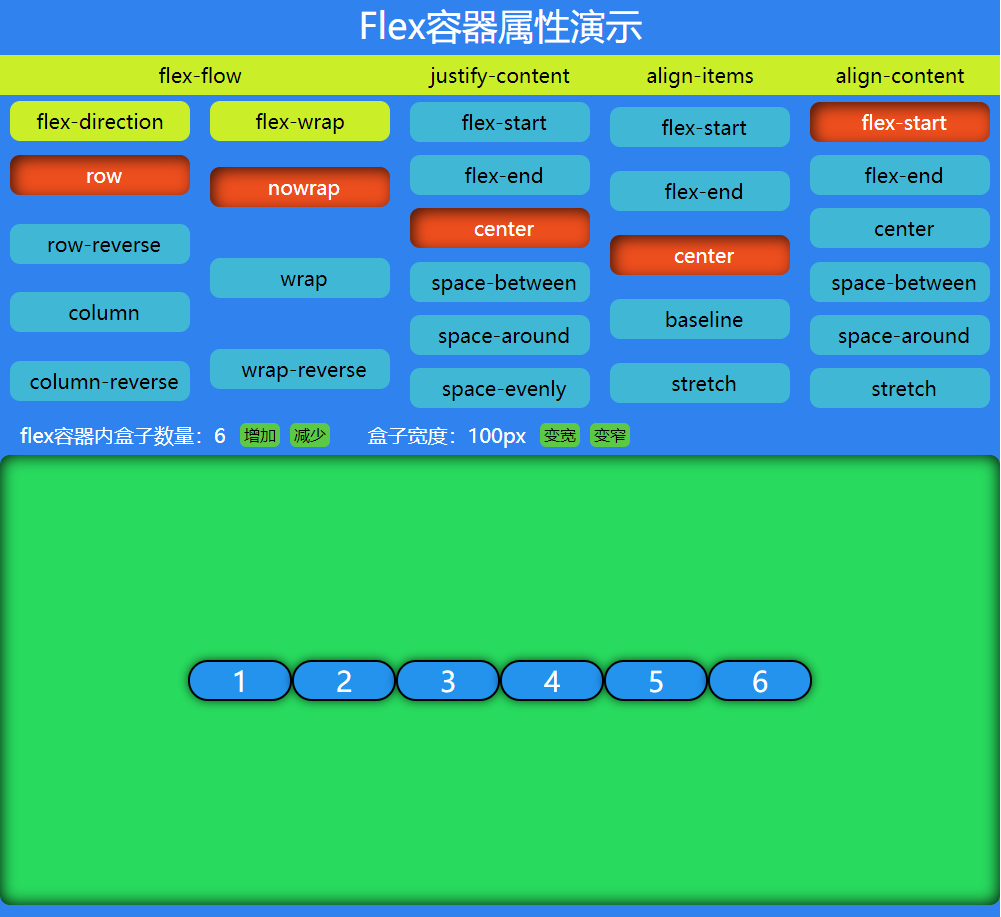 Flex容器属性演示
flex-flow justify-content align-items align-content
flex-direction
row
row-reverse
column
column-reverse
flex-wrap
nowrap
wrap
wrap-reverse
flex-start
flex-end
center
space-between
space-around
space-evenly
flex-start
flex-end
center
baseline
stretch
flex-start
flex-end
center
space-between
space-around
stretch
flex容器内盒子数量：6 增加 减少 盒子宽度：100px 变宽 变窄
1 2 3 4 5 6